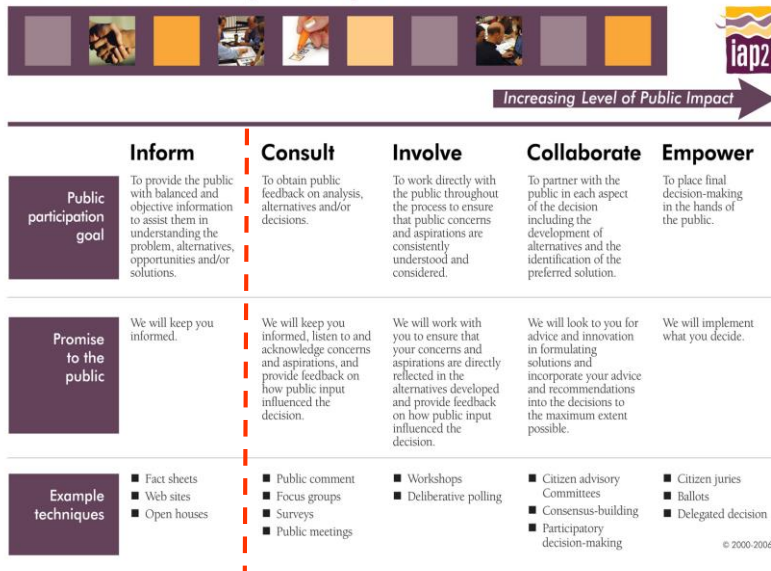 iap2
Increasing Level of Public Impact
Inform
Consult
Involve
Collaborate
Empower
Public
participation
goal
To provide the public
with balanced and
objective information
to assist them in
understanding the
problem, alternatives,
opportunities and/or
solutions.
To obtain public
feedback on analysis,
alternatives and/or
decisions.
To work directly with
the public throughout
the process to ensure
that public concerns
and aspirations are
consistently
understood and
considered.
To partner with the
public in each aspect
of the decision
including the
development of
alternatives and the
identification of the
preferred solution.
To place final
decision-making
in the hands of
the public.
Promise
to the
public
We will keep you
informed.
We will keep you
informed, listen to and
acknowledge concerns
and aspirations, and
provide feedback on
how public input
influenced the
decision.
We will work with
you to ensure that
your concerns and
aspirations are directly
reflected in the
alternatives developed
and provide feedback
on how public input
influenced the
decision.
We will look to you for
advice and innovation
in formulating
solutions and
incorporate your advice
and recommendations
into the decisions to
the maximum extent
possible.
We will implement
what you decide.
Example
techniques
■ Fact sheets
■ Web sites
■ Open houses
■ Public comment
■ Focus groups
■ Surveys
■ Public meetings
■ Workshops
■ Deliberative polling
■ Citizen advisory
Committees
■ Consensus-building
■ Participatory
decision-making
■ Citizen juries
■ Ballots
■ Delegated decision
© 2000-2006